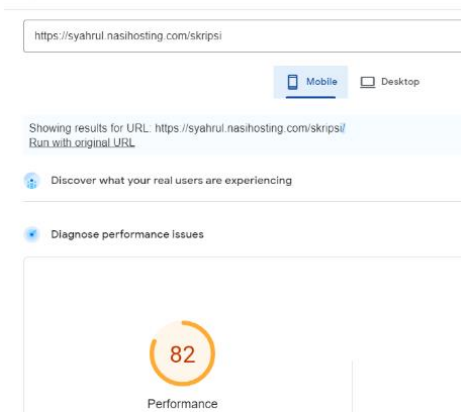 https://syahrul.nasihosting.com/skripsi
Mobile Desktop
Showing results for URL: https://syahrul.nasihosting.com/skripsi/
Run with original URL
Discover what your real users are experiencing
Diagnose performance issues
82
Performance